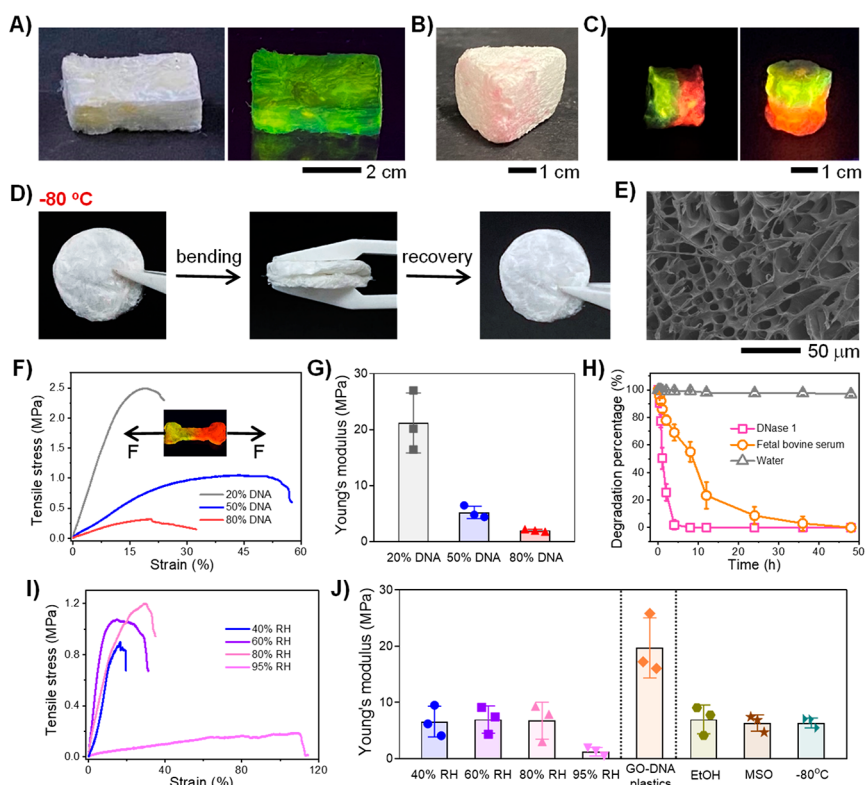 A)
B)
C)
2 cm
1 cm
1 cm
D)
-80 °C
bending
recovery
E)
50 μm
F)
Tensile stress (MPa)
2.5
2.0
1.5
1.0
0.5
0.0
F
F
20% DNA
50% DNA
80% DNA
0
15
30
45
60
Strain (%)
G)
Young's modulus (MPa)
30
20
10
0
20% DNA
50% DNA
80% DNA
H)
Degradation percentage (%)
100
80
60
40
20
0
DNase 1
Fetal bovine serum
Water
0
10
20
30
40
50
Time (h)
I)
Tensile stress (MPa)
1.2
0.8
0.4
0.0
40% RH
60% RH
80% RH
95% RH
0
40
80
120
Strain (%)
J)
Young's modulus (MPa)
30
20
10
0
40% RH
60% RH
80% RH
95% RH
GO-DNA
plastics
EtOH
MSO
-80°C